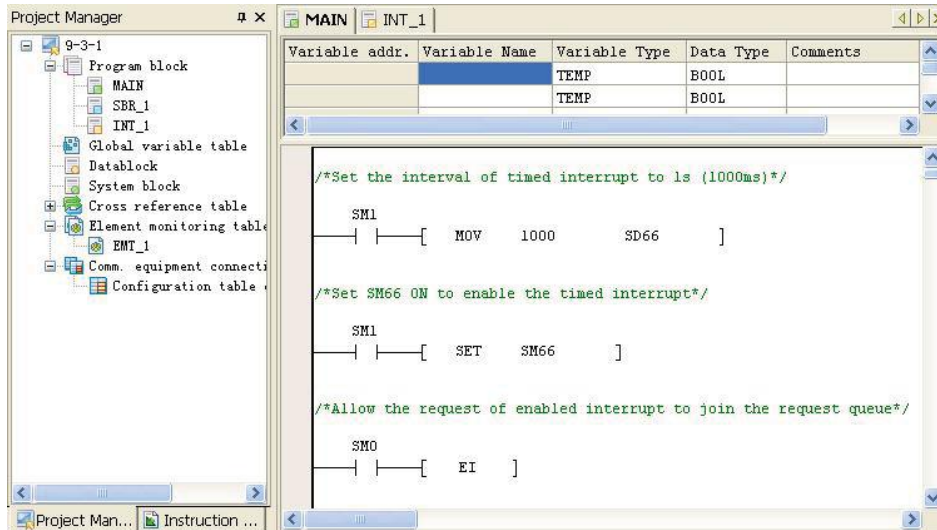 Project Manager
9-3-1
Program block
MAIN
SBR_1
INT_1
Global variable table
Datablock
System block
Cross reference table
Element monitoring table
EMT_1
Comm. equipment connecti
Configuration table
Project Man... Instruction ...
MAIN INT_1
Variable addr. Variable Name Variable Type Data Type Comments
TEMP BOOL
TEMP BOOL
/*Set the interval of timed interrupt to 1s (1000ms)*/
SM1
[ MOV 1000 SD66 ]
/*Set SM66 ON to enable the timed interrupt*/
SM1
[ SET SM66 ]
/*Allow the request of enabled interrupt to join the request queue*/
SM0
[ EI ]